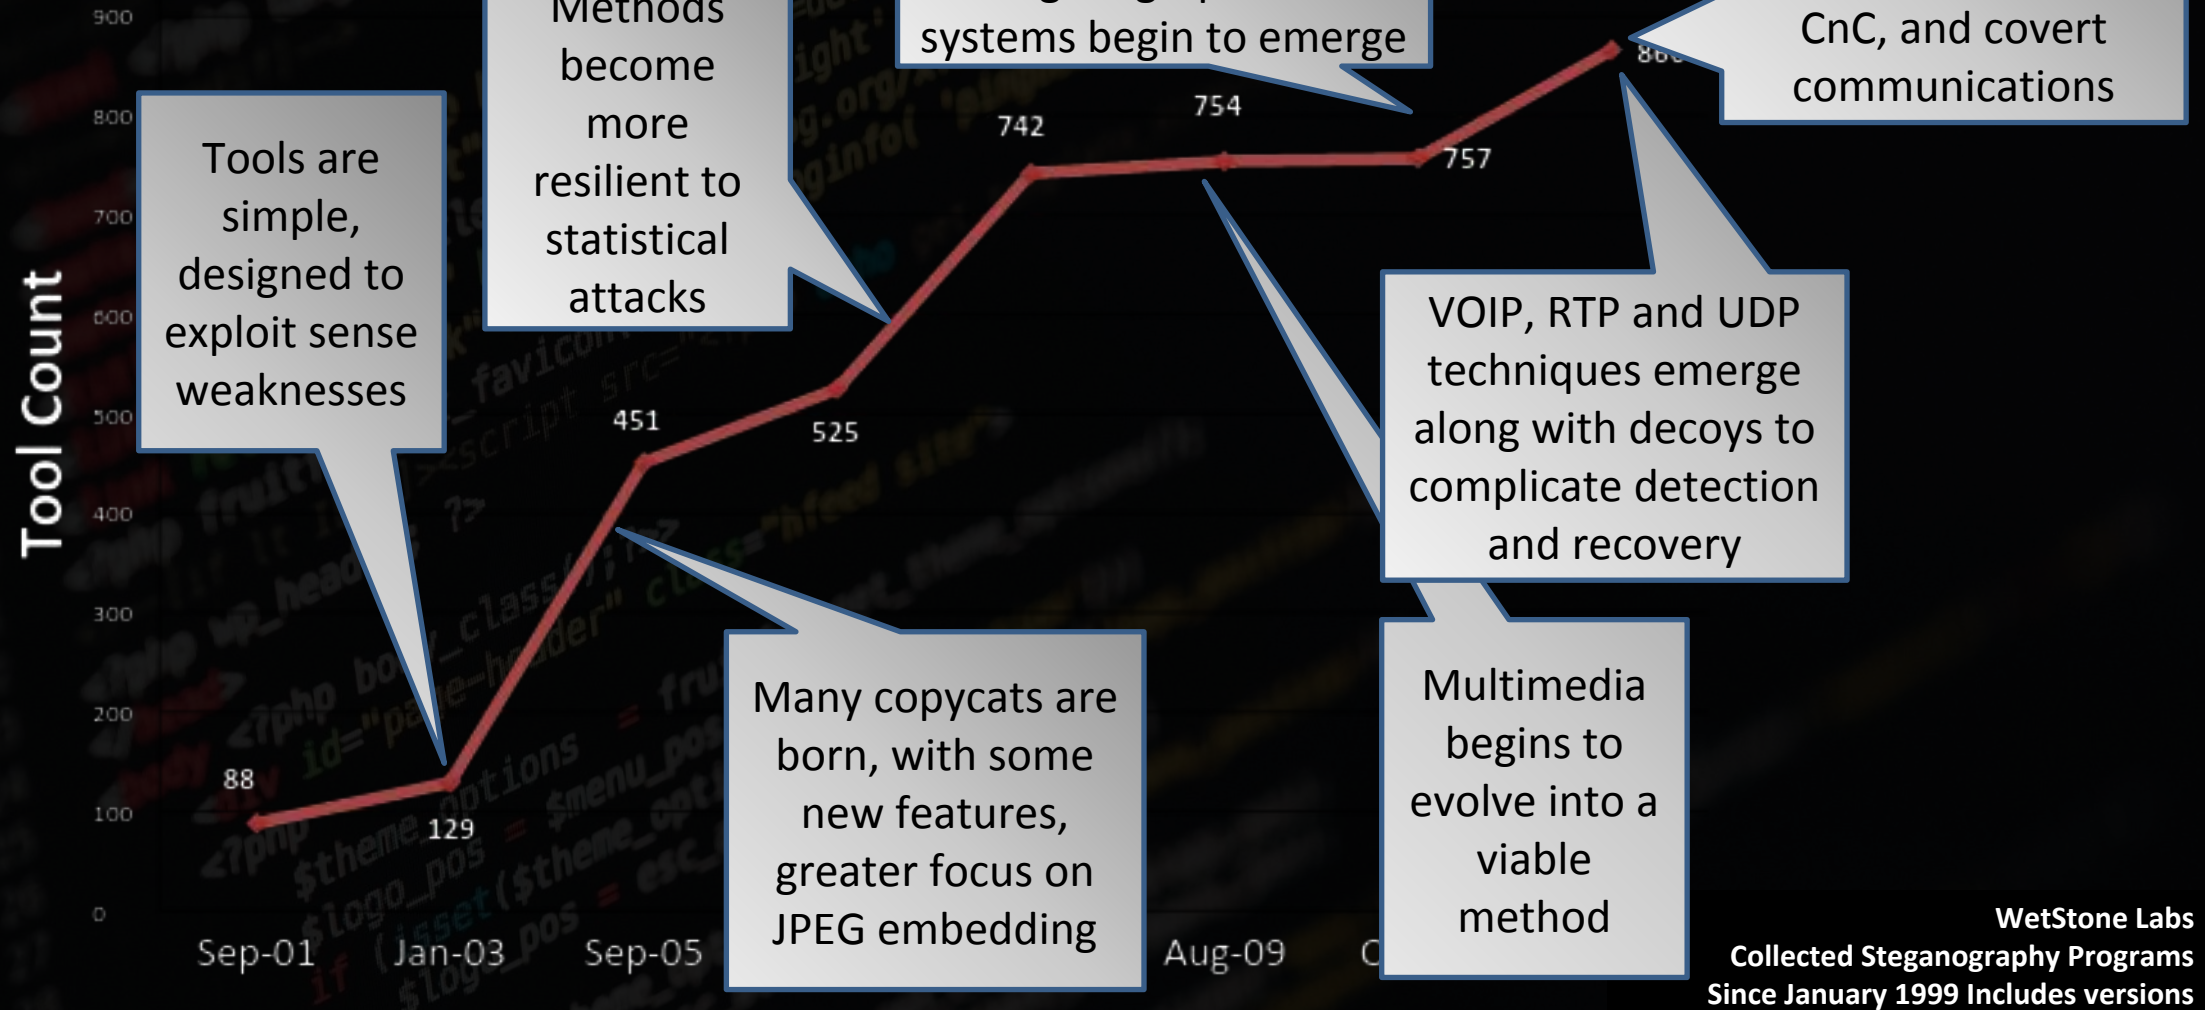 900
800
700
600
500
400
300
200
100
0
Tool Count
Tools are
simple,
designed to
exploit sense
weaknesses
Methods
become
more
resilient to
statistical
attacks
systems begin to emerge
CnC, and covert
communications
VOIP, RTP and UDP
techniques emerge
along with decoys to
complicate detection
and recovery
Many copycats are
born, with some
new features,
greater focus on
JPEG embedding
Multimedia
begins to
evolve into a
viable
method
88
129
451
525
742
754
757
Sep-01
Jan-03
Sep-05
Aug-09
WetStone Labs
Collected Steganography Programs
Since January 1999 Includes versions